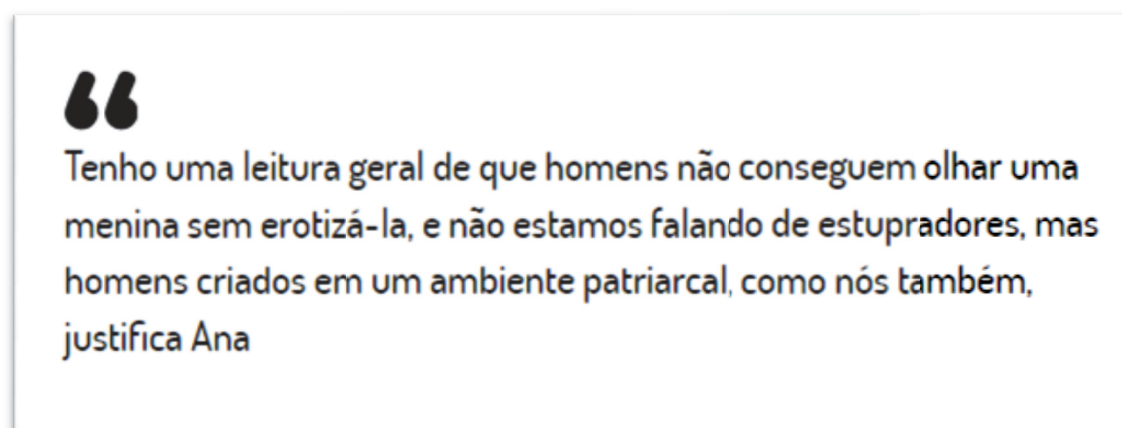 “
Tenho uma leitura geral de que homens não conseguem olhar uma
menina sem erotizá-la, e não estamos falando de estupradores, mas
homens criados em um ambiente patriarcal, como nós também,
justifica Ana